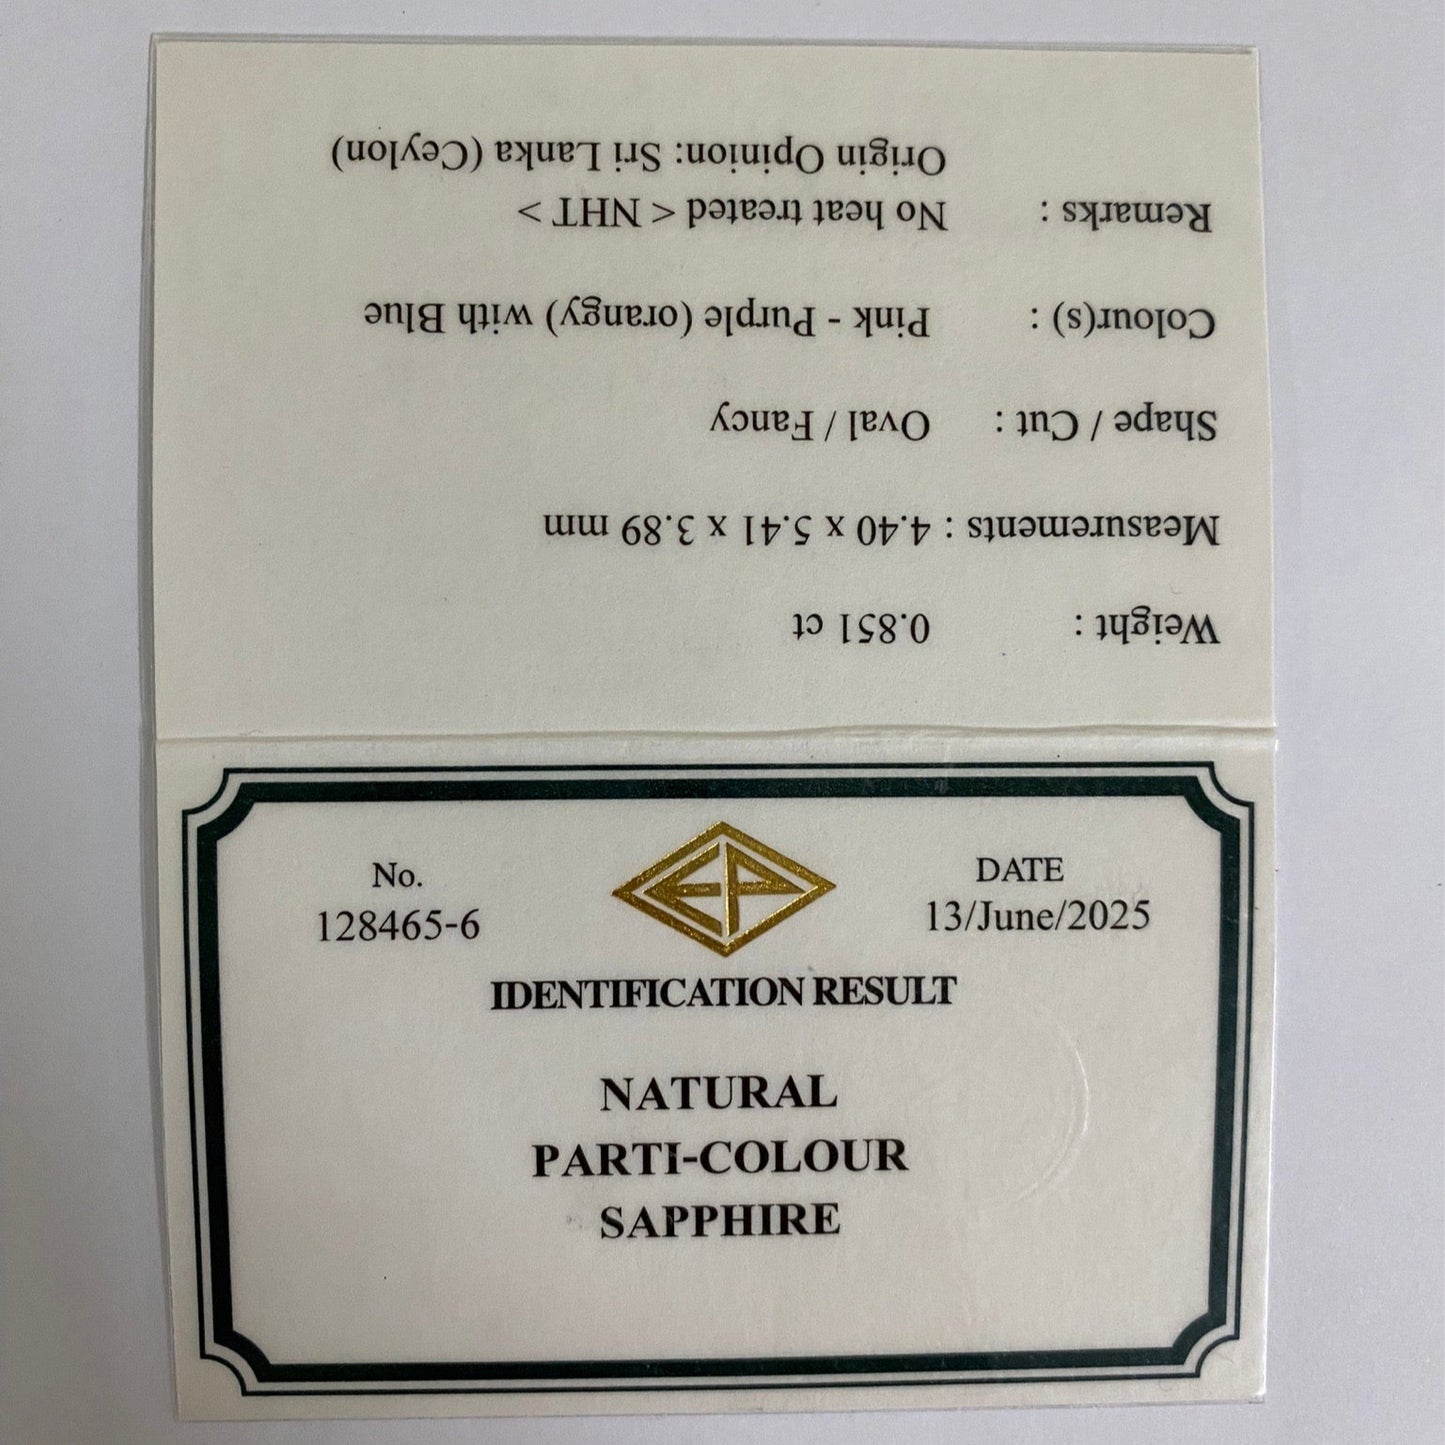 Weight : 0.851 ct
Measurements : 4.40 x 5.41 x 3.89 mm
Shape / Cut : Oval / Fancy
Colour(s) : Pink - Purple (orangy) with Blue
Remarks : No heat treated < NHT >
Origin Opinion: Sri Lanka (Ceylon)
No.
128465-6
EP
DATE
13/June/2025
IDENTIFICATION RESULT
NATURAL
PARTI-COLOUR
SAPPHIRE